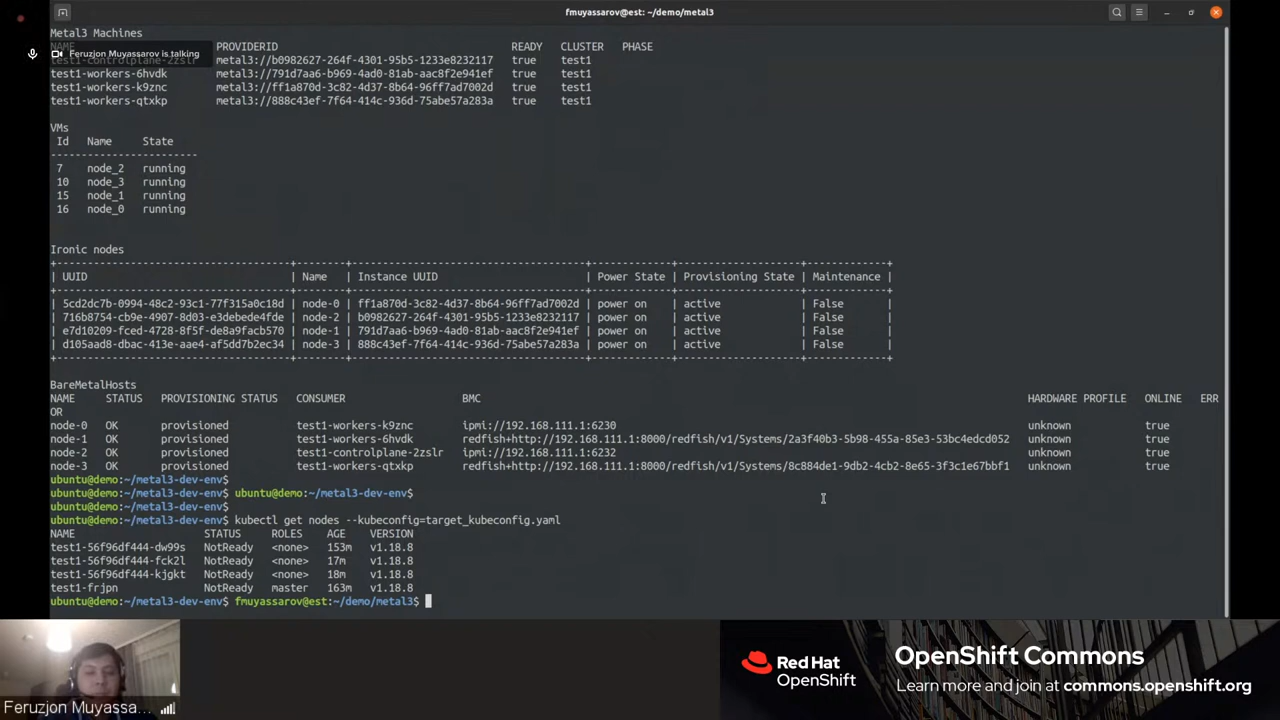 fmuyassarov@est: ~/demo/metal3
Metal3 Machines
NAME PROVIDERID READY CLUSTER PHASE
Feruzjon Muyassarov is talking
test1-controlplane-2zslr metal3://b0982627-264f-4301-95b5-1233e8232117 true test1
test1-workers-6hvdk metal3://791d7aa6-b969-4ad0-81ab-aac8f2e941ef true test1
test1-workers-k9znc metal3://ff1a870d-3c82-4d37-8b64-96ff7ad7002d true test1
test1-workers-qtxkp metal3://888c43ef-7f64-414c-936d-75abe57a283a true test1
VMs
Id Name State
------------------------
7 node_2 running
10 node_3 running
15 node_1 running
16 node_0 running
Ironic nodes
| UUID | Name | Instance UUID | Power State | Provisioning State | Maintenance |
| 5cd2dc7b-0994-48c2-93c1-77f315a0c18d | node-0 | ff1a870d-3c82-4d37-8b64-96ff7ad7002d | power on | active | False |
| 716b8754-cb9e-4907-8d03-e3debede4fde | node-2 | b0982627-264f-4301-95b5-1233e8232117 | power on | active | False |
| e7d10209-fced-4728-8f5f-de8a9facb570 | node-1 | 791d7aa6-b969-4ad0-81ab-aac8f2e941ef | power on | active | False |
| d105aad8-dbac-413e-aae4-af5dd7b2ec34 | node-3 | 888c43ef-7f64-414c-936d-75abe57a283a | power on | active | False |
BareMetalHosts
NAME STATUS PROVISIONING STATUS CONSUMER BMC HARDWARE PROFILE ONLINE ERR
OR
node-0 OK provisioned test1-workers-k9znc ipmi://192.168.111.1:6230 unknown true
node-1 OK provisioned test1-workers-6hvdk redfish+http://192.168.111.1:8000/redfish/v1/Systems/2a3f40b3-5b98-455a-85e3-53bc4edcd052 unknown true
node-2 OK provisioned test1-controlplane-2zslr ipmi://192.168.111.1:6232 unknown true
node-3 OK provisioned test1-workers-qtxkp redfish+http://192.168.111.1:8000/redfish/v1/Systems/8c884de1-9db2-4cb2-8e65-3f3c1e67bbf1 unknown true
ubuntu@demo:~/metal3-dev-env$
ubuntu@demo:~/metal3-dev-env$ ubuntu@demo:~/metal3-dev-env$
ubuntu@demo:~/metal3-dev-env$
ubuntu@demo:~/metal3-dev-env$ kubectl get nodes --kubeconfig=target_kubeconfig.yaml
NAME STATUS ROLES AGE VERSION
test1-56f96df444-dw99s NotReady <none> 153m v1.18.8
test1-56f96df444-fck2l NotReady <none> 17m v1.18.8
test1-56f96df444-kjgkt NotReady <none> 18m v1.18.8
test1-frjpn NotReady master 163m v1.18.8
ubuntu@demo:~/metal3-dev-env$ fmuyassarov@est:~/demo/metal3$
Feruzjon Muyassa...
Red Hat
OpenShift
OpenShift Commons
Learn more and join at commons.openshift.org